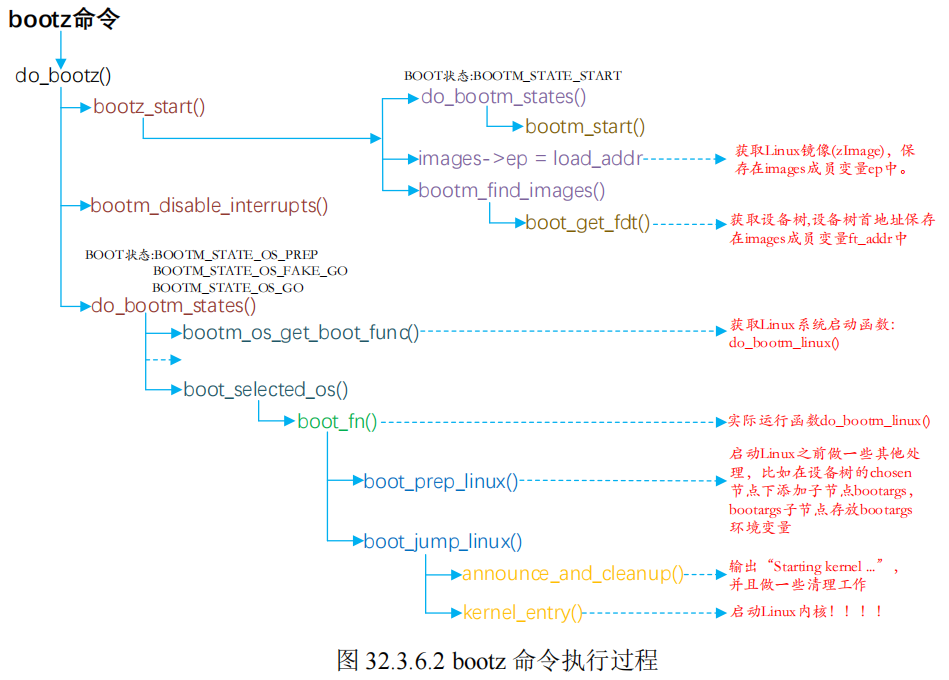 bootz命令
do_bootz()
bootz_start()
BOOT状态:BOOTM_STATE_START
do_bootm_states()
bootm_start()
images->ep = load_addr
获取Linux镜像(zImage)，保
存在images成员变量ep中。
bootm_find_images()
boot_get_fdt()
获取设备树,设备树首地址保存
在images成员变量ft_addr中
bootm_disable_interrupts()
BOOT状态:BOOTM_STATE_OS_PREP
BOOTM_STATE_OS_FAKE_GO
BOOTM_STATE_OS_GO
do_bootm_states()
bootm_os_get_boot_func()
获取Linux系统启动函数:
do_bootm_linux()
boot_selected_os()
boot_fn()
实际运行函数do_bootm_linux()
boot_prep_linux()
启动Linux之前做一些其他处
理，比如在设备树的chosen
节点下添加子节点bootargs，
bootargs子节点存放bootargs
环境变量
boot_jump_linux()
announce_and_cleanup()
输出“Starting kernel ...”，
并且做一些清理工作
kernel_entry()
启动Linux内核！！！！
图 32.3.6.2 bootz 命令执行过程